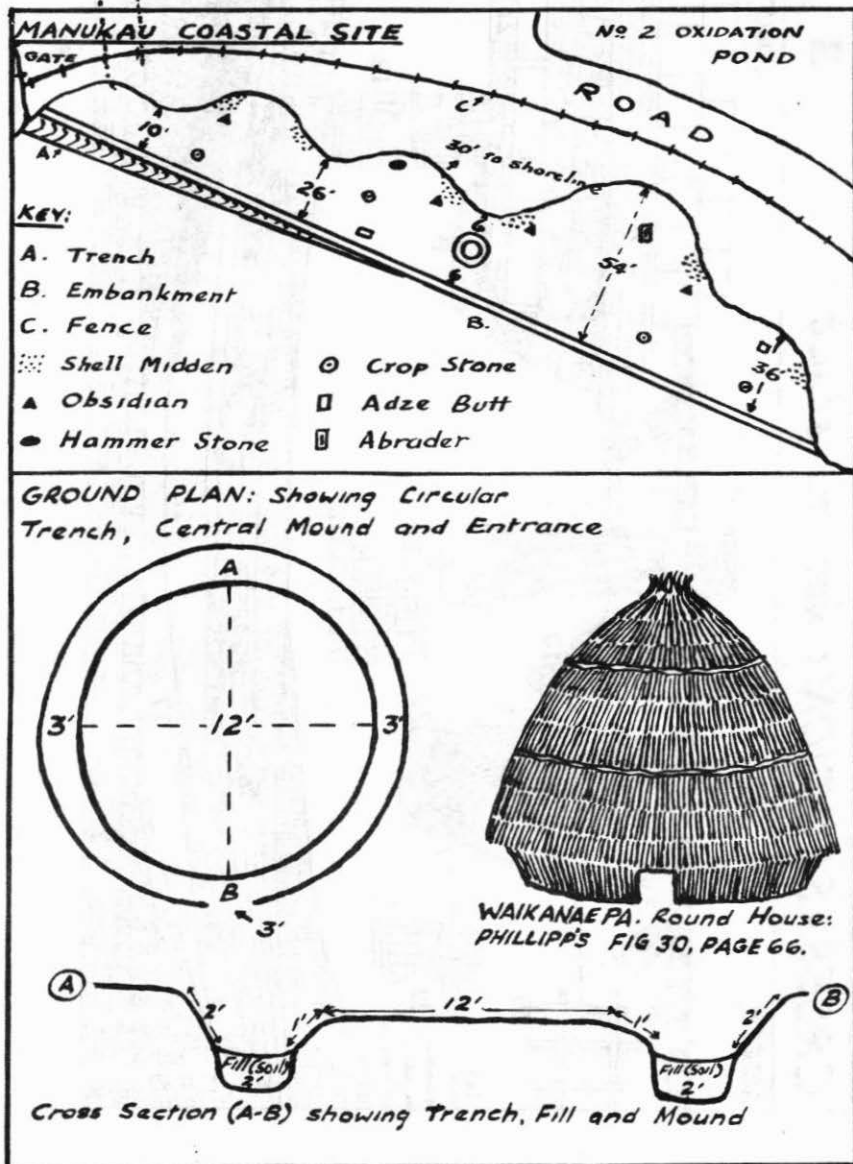 MANUKAU COASTAL SITE
Nº 2 OXIDATION
POND
GATE
ROAD
C
10'
A
30' To Shoreline
26'
6
6
54'
B.
36'
KEY:
A. Trench
B. Embankment
C. Fence
Shell Midden
Crop Stone
Obsidian
Adze Butt
Hammer Stone
Abrader
GROUND PLAN: Showing Circular
Trench, Central Mound and Entrance
A
3'
12'
3'
B
3'
WAIKANAE PA. Round House:
PHILLIPP'S FIG 30, PAGE 66.
A
2'
1'
12'
1'
2'
B
Fill (Soil)
2'
Fill (Soil)
2'
Cross Section (A-B) showing Trench, Fill and Mound